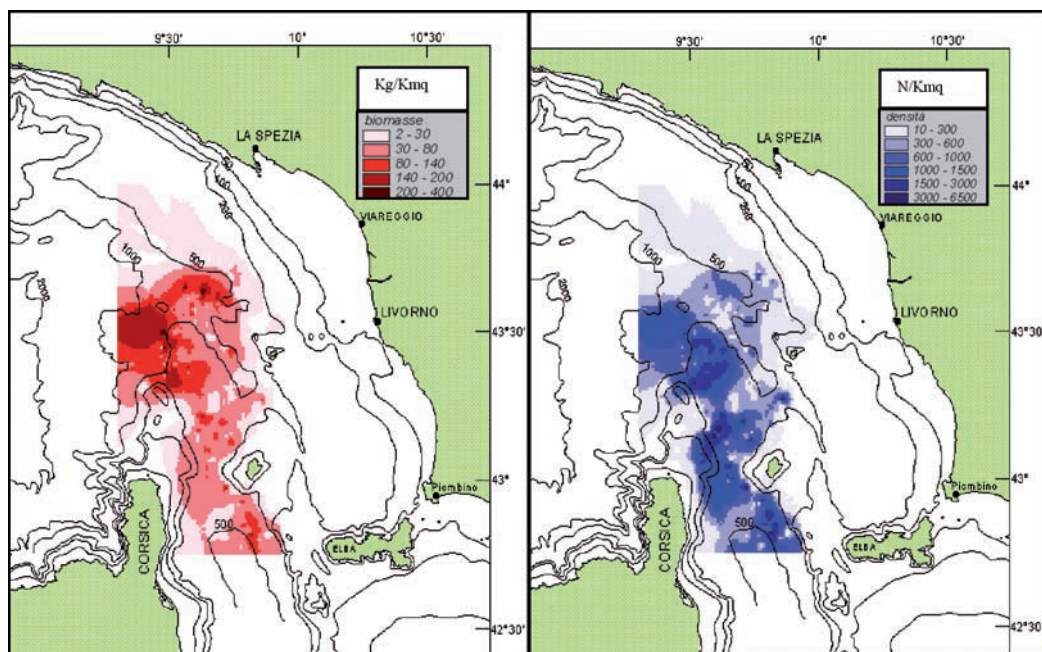 9°30'
10°
10°30'
Kg/Kmq
biomasse
2 - 30
30 - 80
80 - 140
140 - 200
200 - 400
LA SPEZIA
50
100
200
44°
VIAREGGIO
1000
500
2000
LIVORNO
43°30'
43°
Piombino
500
CORSICA
ELBA
42°30'
9°30'
10°
10°30'
N/Kmq
densità
10 - 300
300 - 600
600 - 1000
1000 - 1500
1500 - 3000
3000 - 6500
LA SPEZIA
50
100
200
44°
VIAREGGIO
1000
500
2000
LIVORNO
43°30'
43°
Piombino
500
CORSICA
ELBA
42°30'